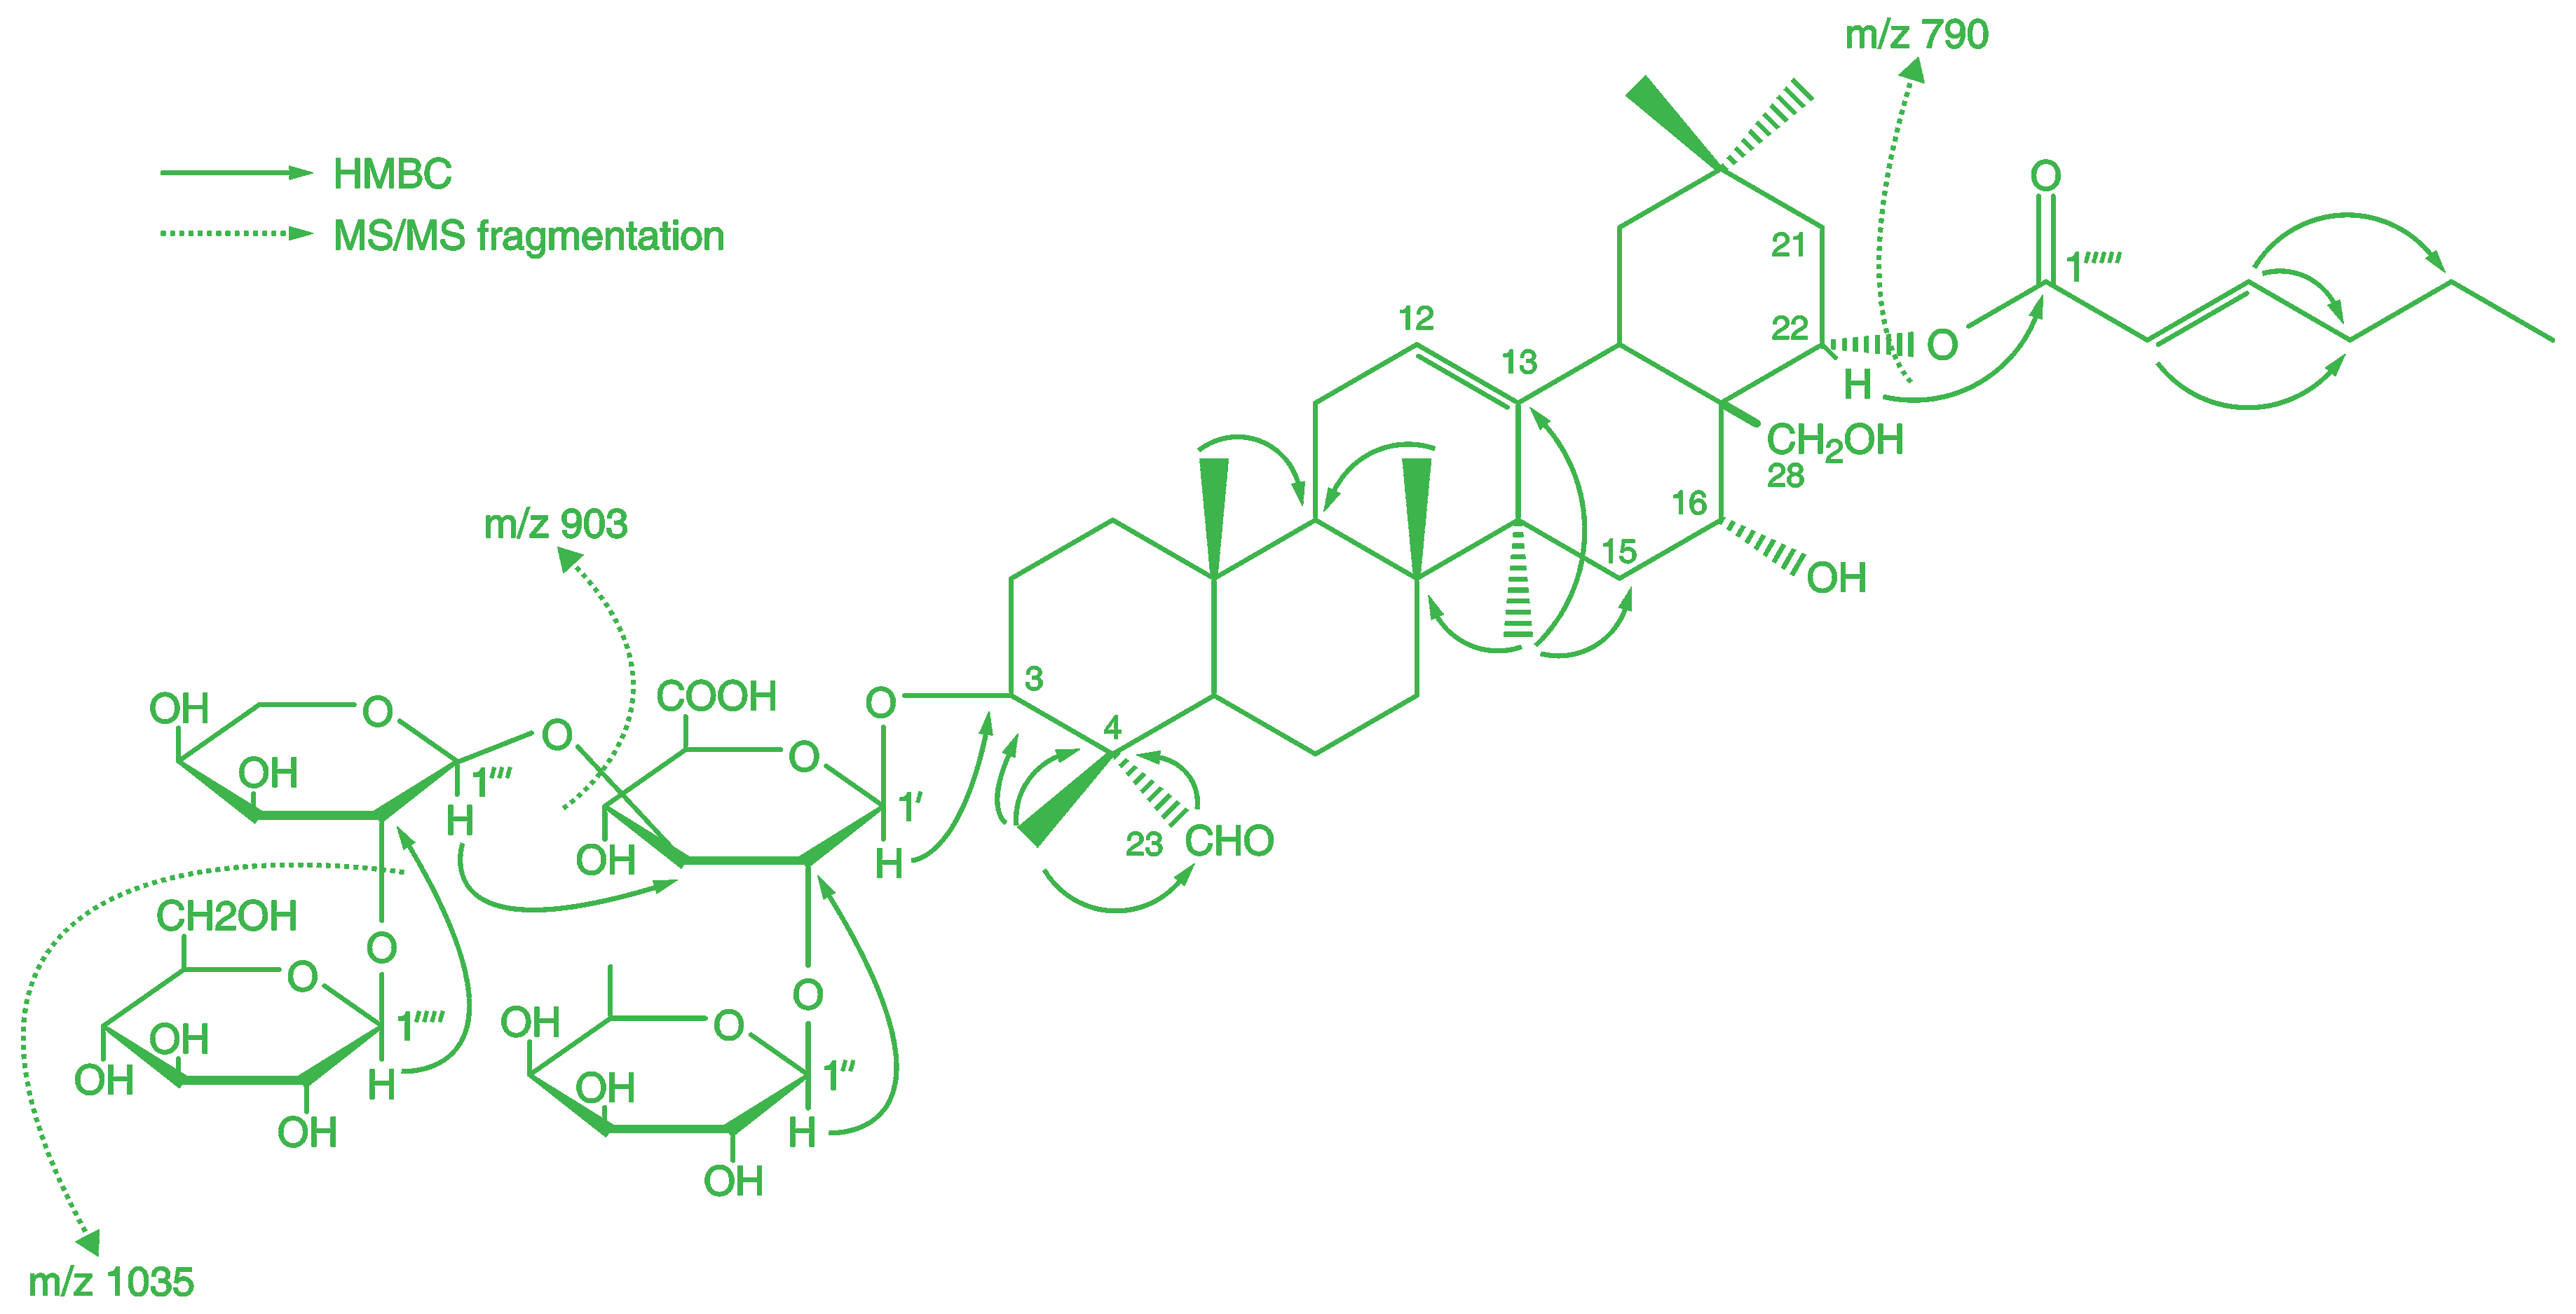 m/z 790
HMBC
MS/MS fragmentation
O
21
1′′′′′
12
22
O
13
H
CH₂OH
28
16
m/z 903
15
OH
3
COOH
O
OH
O
O
4
O
OH
1′′′
1′
H
OH
H
23
CHO
CH2OH
O
O
O
1′′′′
OH
O
OH
OH
H
OH
1′′
OH
H
OH
m/z 1035